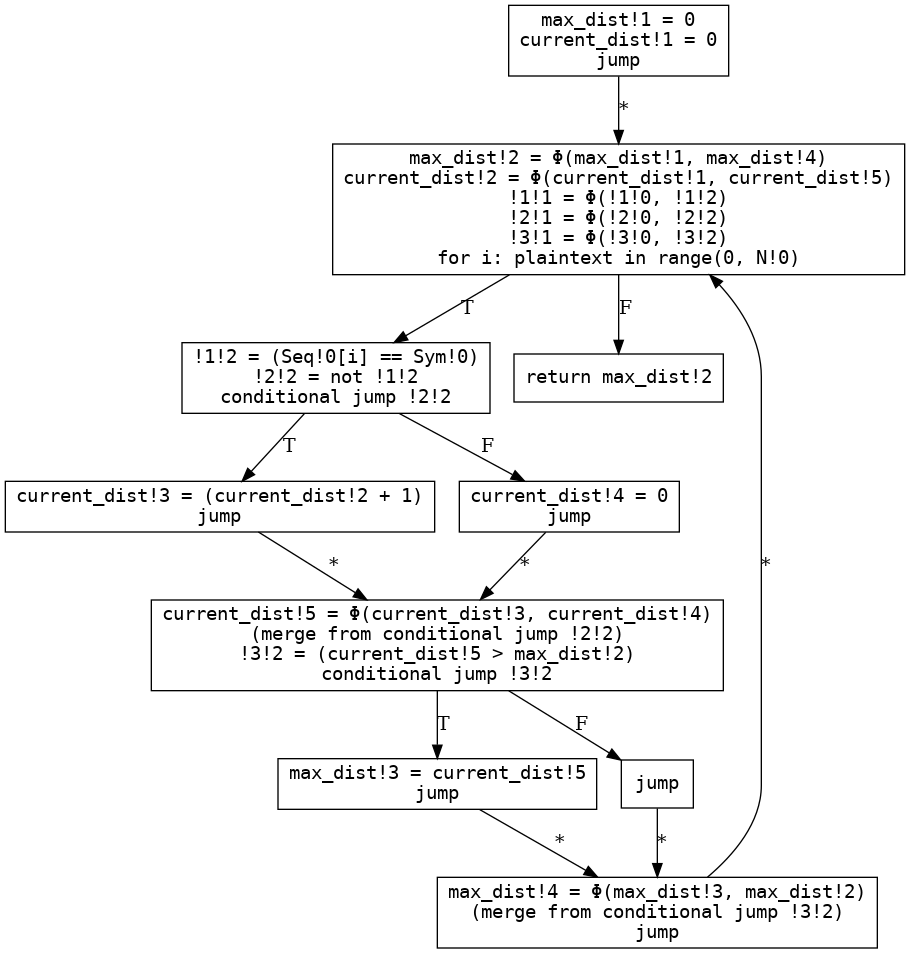 max_dist!1 = 0
current_dist!1 = 0
jump
*
max_dist!2 = Φ(max_dist!1, max_dist!4)
current_dist!2 = Φ(current_dist!1, current_dist!5)
!1!1 = Φ(!1!0, !1!2)
!2!1 = Φ(!2!0, !2!2)
!3!1 = Φ(!3!0, !3!2)
for i: plaintext in range(0, N!0)
T
F
!1!2 = (Seq!0[i] == Sym!0)
!2!2 = not !1!2
conditional jump !2!2
return max_dist!2
T
F
current_dist!3 = (current_dist!2 + 1)
jump
current_dist!4 = 0
jump
*
*
*
current_dist!5 = Φ(current_dist!3, current_dist!4)
(merge from conditional jump !2!2)
!3!2 = (current_dist!5 > max_dist!2)
conditional jump !3!2
T
F
max_dist!3 = current_dist!5
jump
jump
*
*
max_dist!4 = Φ(max_dist!3, max_dist!2)
(merge from conditional jump !3!2)
jump